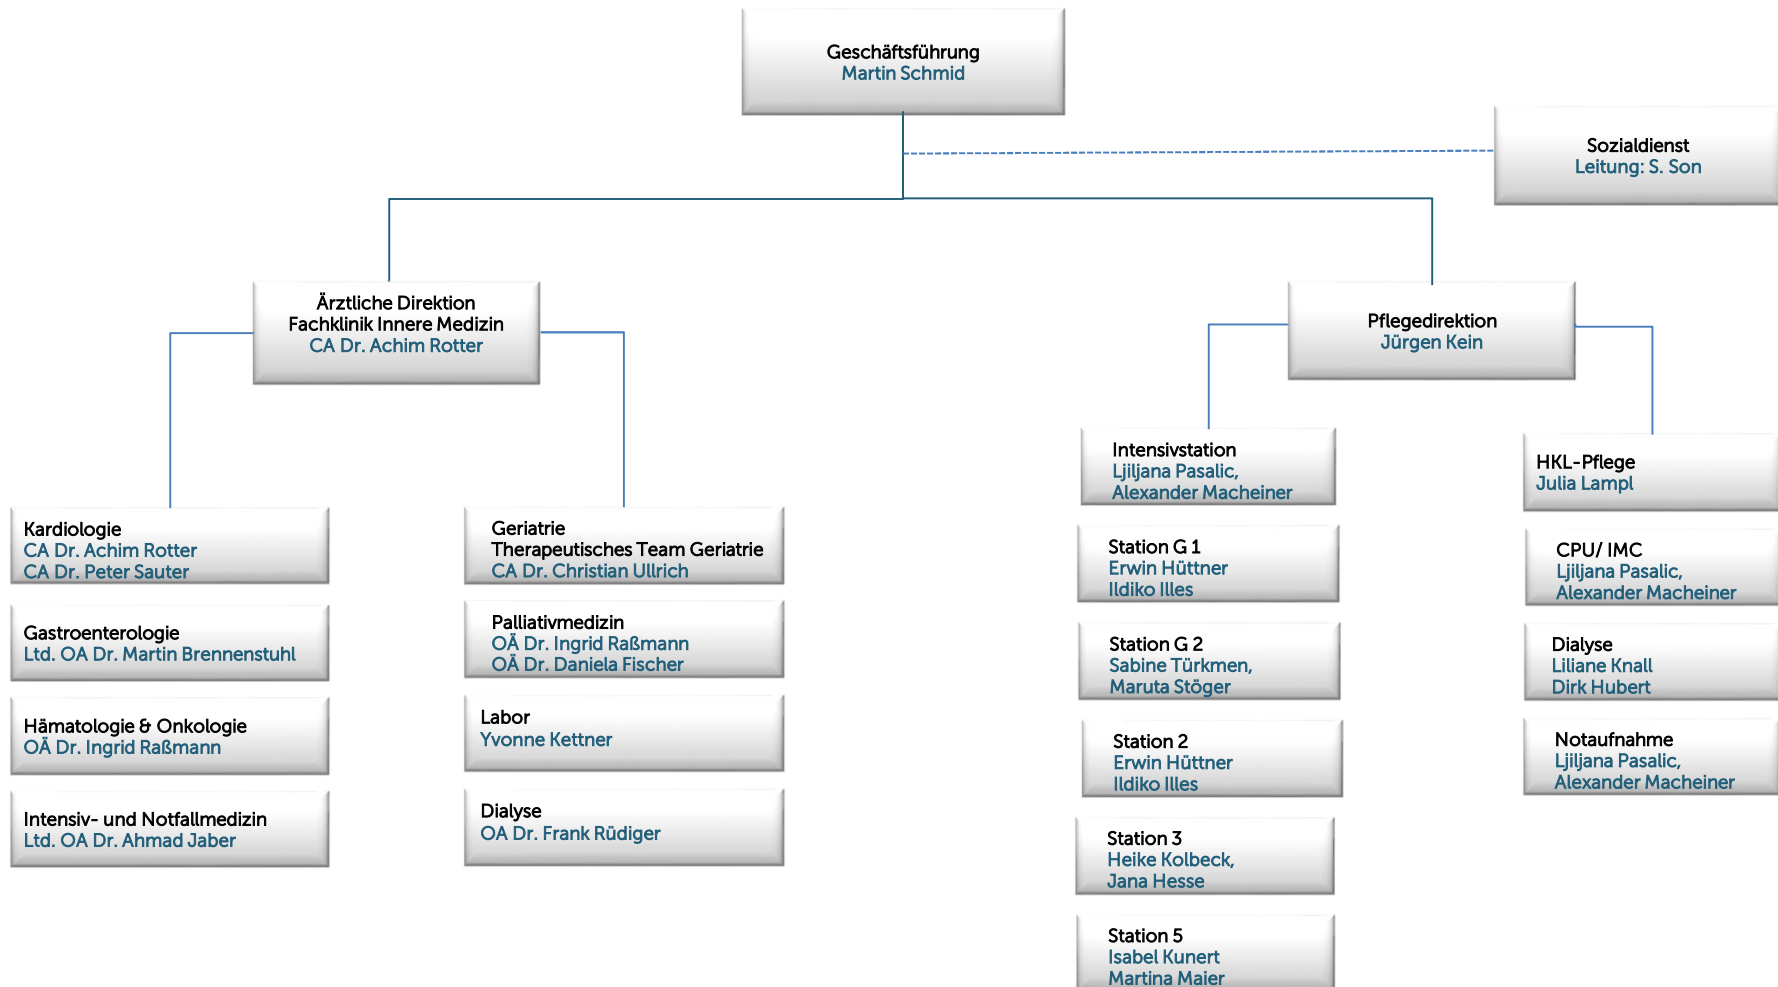 Geschäftsführung
Martin Schmid
Sozialdienst
Leitung: S. Son
Ärztliche Direktion
Fachklinik Innere Medizin
CA Dr. Achim Rotter
Pflegedirektion
Jürgen Kein
Kardiologie
CA Dr. Achim Rotter
CA Dr. Peter Sauter
Gastroenterologie
Ltd. OA Dr. Martin Brennenstuhl
Hämatologie & Onkologie
OÄ Dr. Ingrid Raßmann
Intensiv- und Notfallmedizin
Ltd. OA Dr. Ahmad Jaber
Geriatrie
Therapeutisches Team Geriatrie
CA Dr. Christian Ullrich
Palliativmedizin
OÄ Dr. Ingrid Raßmann
OÄ Dr. Daniela Fischer
Labor
Yvonne Kettner
Dialyse
OA Dr. Frank Rüdiger
Intensivstation
Ljiljana Pasalic,
Alexander Macheiner
Station G 1
Erwin Hüttner
Ildiko Illes
Station G 2
Sabine Türkmen,
Maruta Stöger
Station 2
Erwin Hüttner
Ildiko Illes
Station 3
Heike Kolbeck,
Jana Hesse
Station 5
Isabel Kunert
Martina Maier
HKL-Pflege
Julia Lampl
CPU/ IMC
Ljiljana Pasalic,
Alexander Macheiner
Dialyse
Liliane Knall
Dirk Hubert
Notaufnahme
Ljiljana Pasalic,
Alexander Macheiner